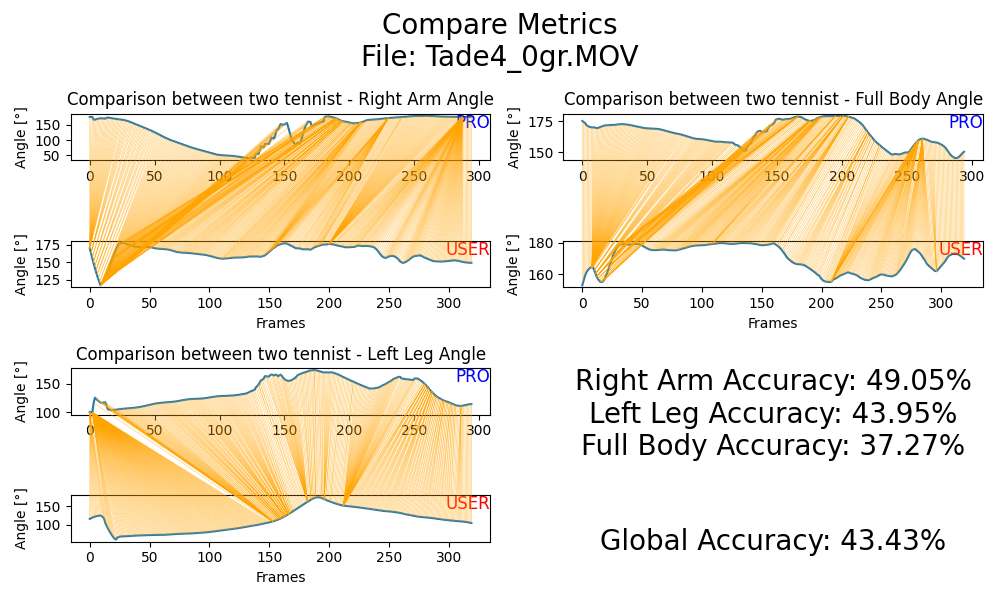 Compare Metrics
File: Tade4_0gr.MOV
Comparison between two tennist - Right Arm Angle
Angle [°]
150
100
50
PRO
0 50 100 150 200 250 300
Angle [°]
175
150
125
USER
0 50 100 150 200 250 300
Frames
Comparison between two tennist - Full Body Angle
Angle [°]
175
150
PRO
0 50 100 150 200 250 300
Angle [°]
180
160
USER
0 50 100 150 200 250 300
Frames
Comparison between two tennist - Left Leg Angle
Angle [°]
150
100
PRO
0 50 100 150 200 250 300
Angle [°]
150
100
USER
0 50 100 150 200 250 300
Frames
Right Arm Accuracy: 49.05%
Left Leg Accuracy: 43.95%
Full Body Accuracy: 37.27%
Global Accuracy: 43.43%